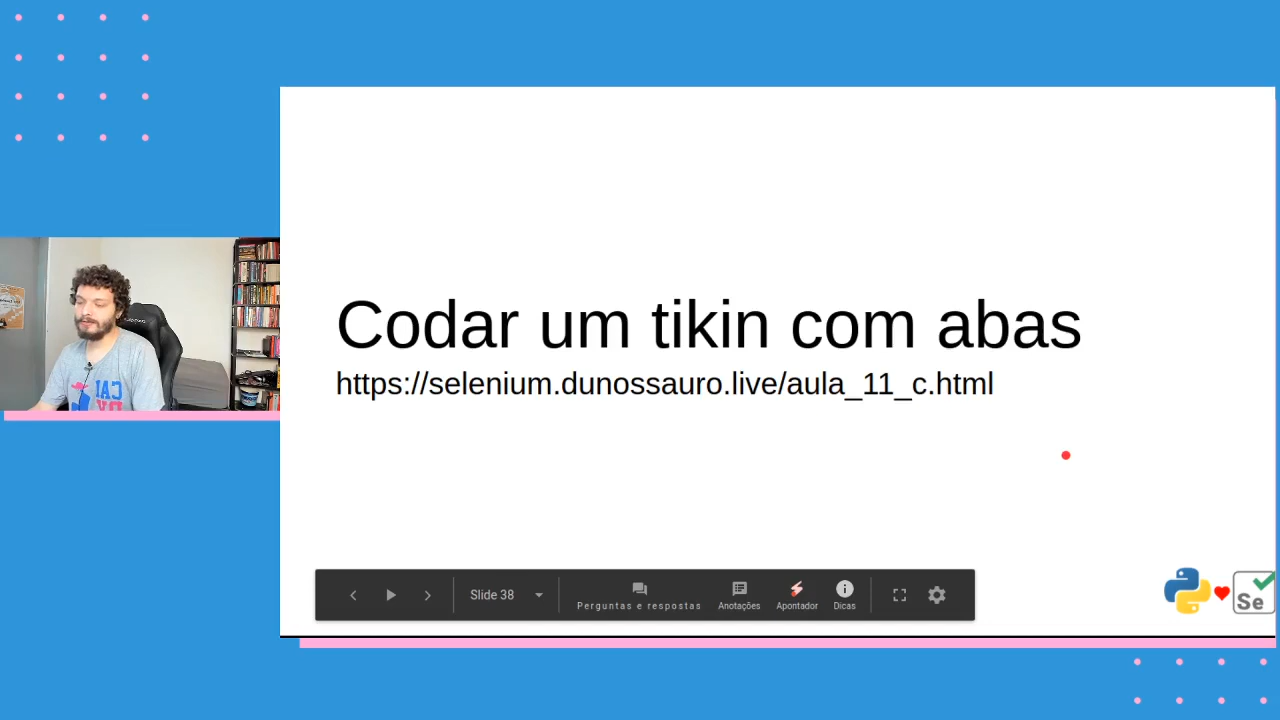 Codar um tikin com abas
https://selenium.dunossauro.live/aula_11_c.html
Slide 38
Perguntas e respostas
Anotações
Apontador
Dicas
Se